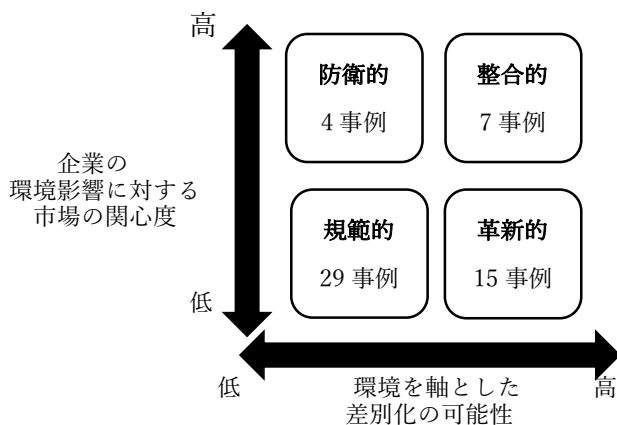 高
防衛的
4 事例
整合的
7 事例
企業の
環境影響に対する
市場の関心度
規範的
29 事例
革新的
15 事例
低
低
環境を軸とした
差別化の可能性
高